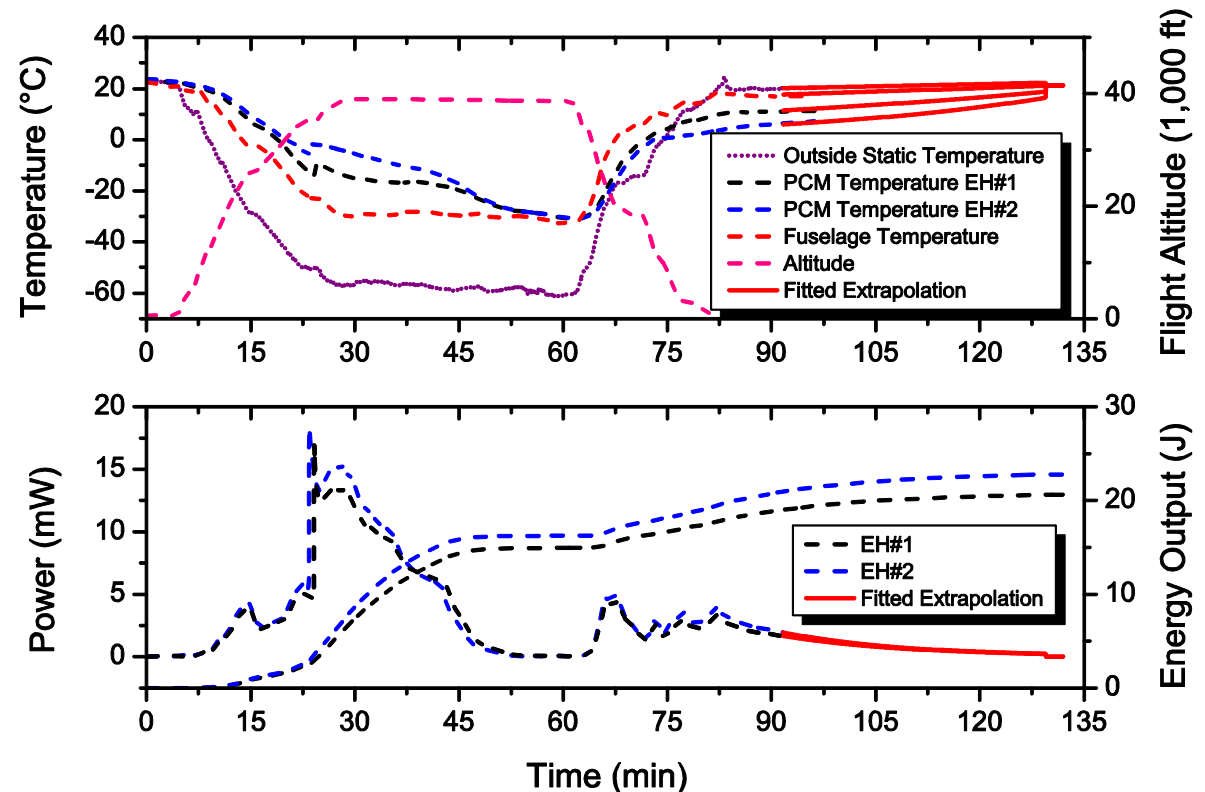 Temperature (°C)
40
20
0
-20
-40
-60
0 15 30 45 60 75 90 105 120 135
40
20
0
Flight Altitude (1,000 ft)
Outside Static Temperature
PCM Temperature EH#1
PCM Temperature EH#2
Fuselage Temperature
Altitude
Fitted Extrapolation
Power (mW)
20
15
10
5
0
0 15 30 45 60 75 90 105 120 135
30
20
10
0
Energy Output (J)
EH#1
EH#2
Fitted Extrapolation
Time (min)